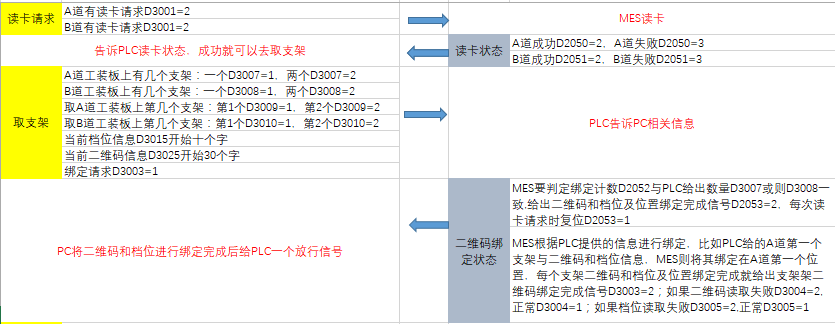 读卡请求
A道有读卡请求D3001=2
B道有读卡请求D3001=2
MES读卡
告诉PLC读卡状态，成功就可以去取支架
读卡状态
A道成功D2050=2，A道失败D2050=3
B道成功D2051=2，B道失败D2051=3
取支架
A道工装板上有几个支架：一个D3007=1，两个D3007=2
B道工装板上有几个支架：一个D3008=1，两个D3008=2
取A道工装板上第几个支架：第1个D3009=1，第2个D3009=2
取B道工装板上第几个支架：第1个D3010=1，第2个D3010=2
当前档位信息D3015开始十个字
当前二维码信息D3025开始30个字
绑定请求D3003=1
PLC告诉PC相关信息
PC将二维码和档位进行绑定完成后给PLC一个放行信号
二维码绑
定状态
MES要判定绑定计数D2052与PLC给出数量D3007或则D3008一
致.给出二维码和档位及位置绑定完成信号D2053=2，每次读
卡请求时复位D2053=1
MES根据PLC提供的信息进行绑定，比如PLC给的A道第一个
支架与二维码和档位信息，MES则将其绑定在A道第一个位
置，每个支架二维码和档位及位置绑定完成就给出支架架二
维码绑定完成信号D3003=2；如果二维码读取失败D3004=2,
正常D3004=1；如果档位读取失败D3005=2,正常D3005=1